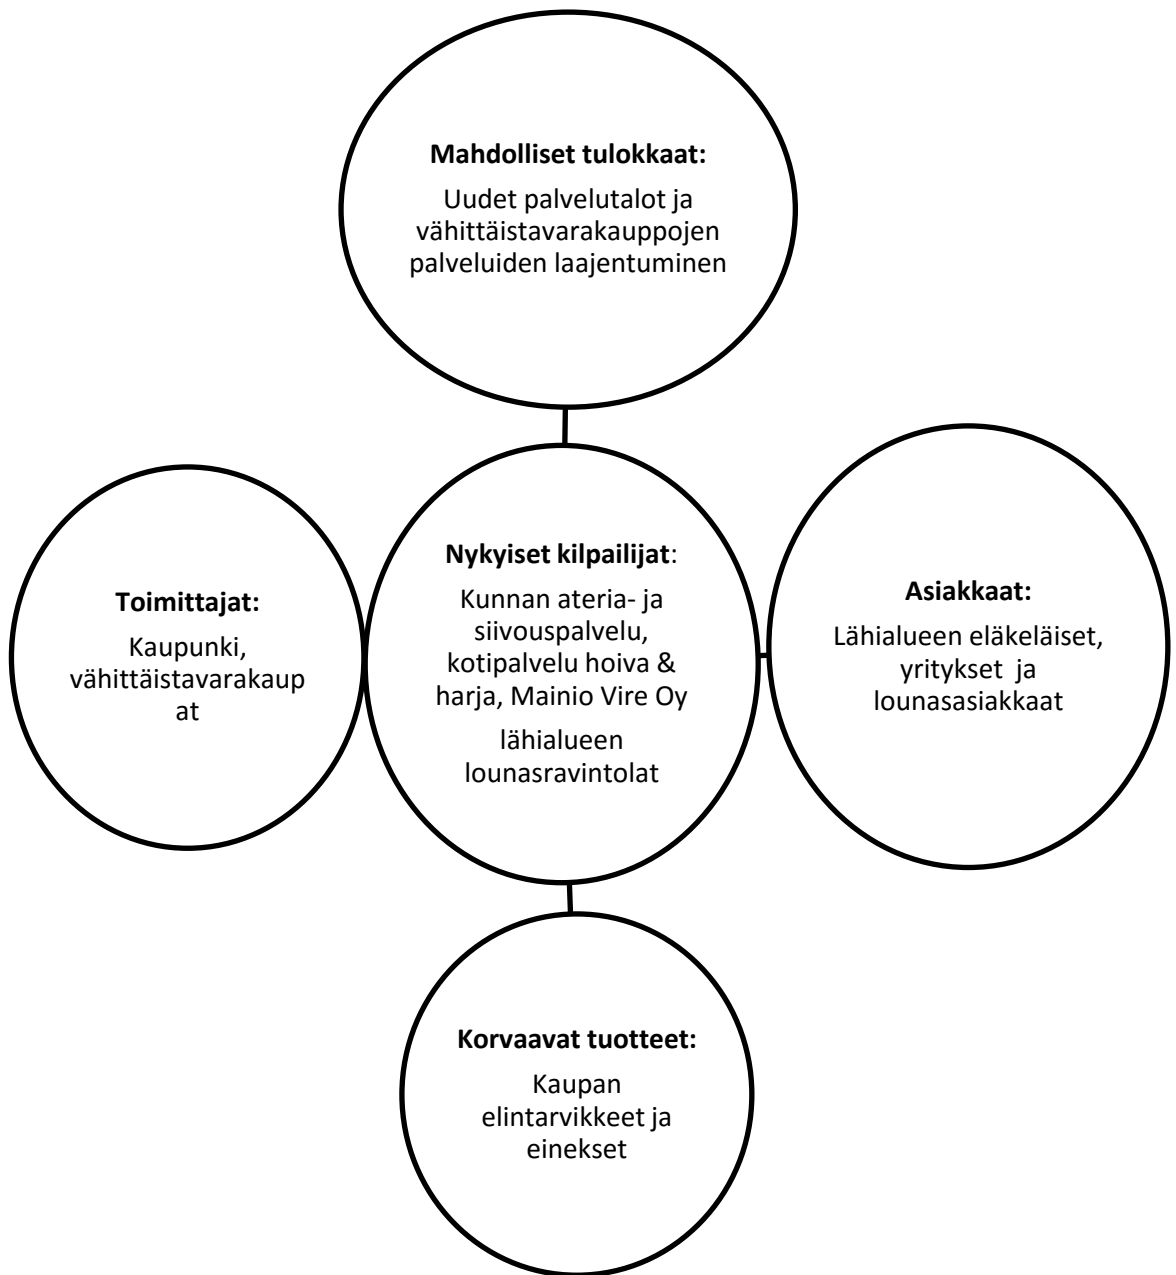 Mahdolliset tulokkaat:
Uudet palvelutalot ja
vähittäistavarakauppojen
palveluiden laajentuminen
Toimittajat:
Kaupunki,
vähittäistavarakaup
at
Nykyiset kilpailijat:
Kunnan ateria- ja
siivouspalvelu,
kotipalvelu hoiva &
harja, Mainio Vire Oy
lähialueen
lounasravintolat
Asiakkaat:
Lähialueen eläkeläiset,
yritykset ja
lounasasiakkaat
Korvaavat tuotteet:
Kaupan
elintarvikkeet ja
einekset